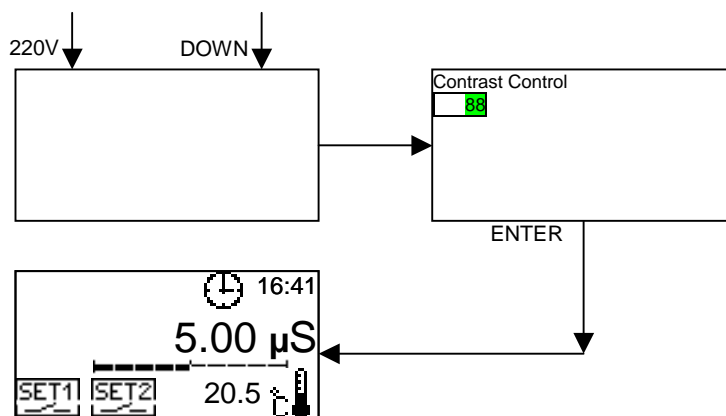 220V DOWN
Contrast Control
88
ENTER
16:41
5.00 µS
SET1 SET2 20.5 °C